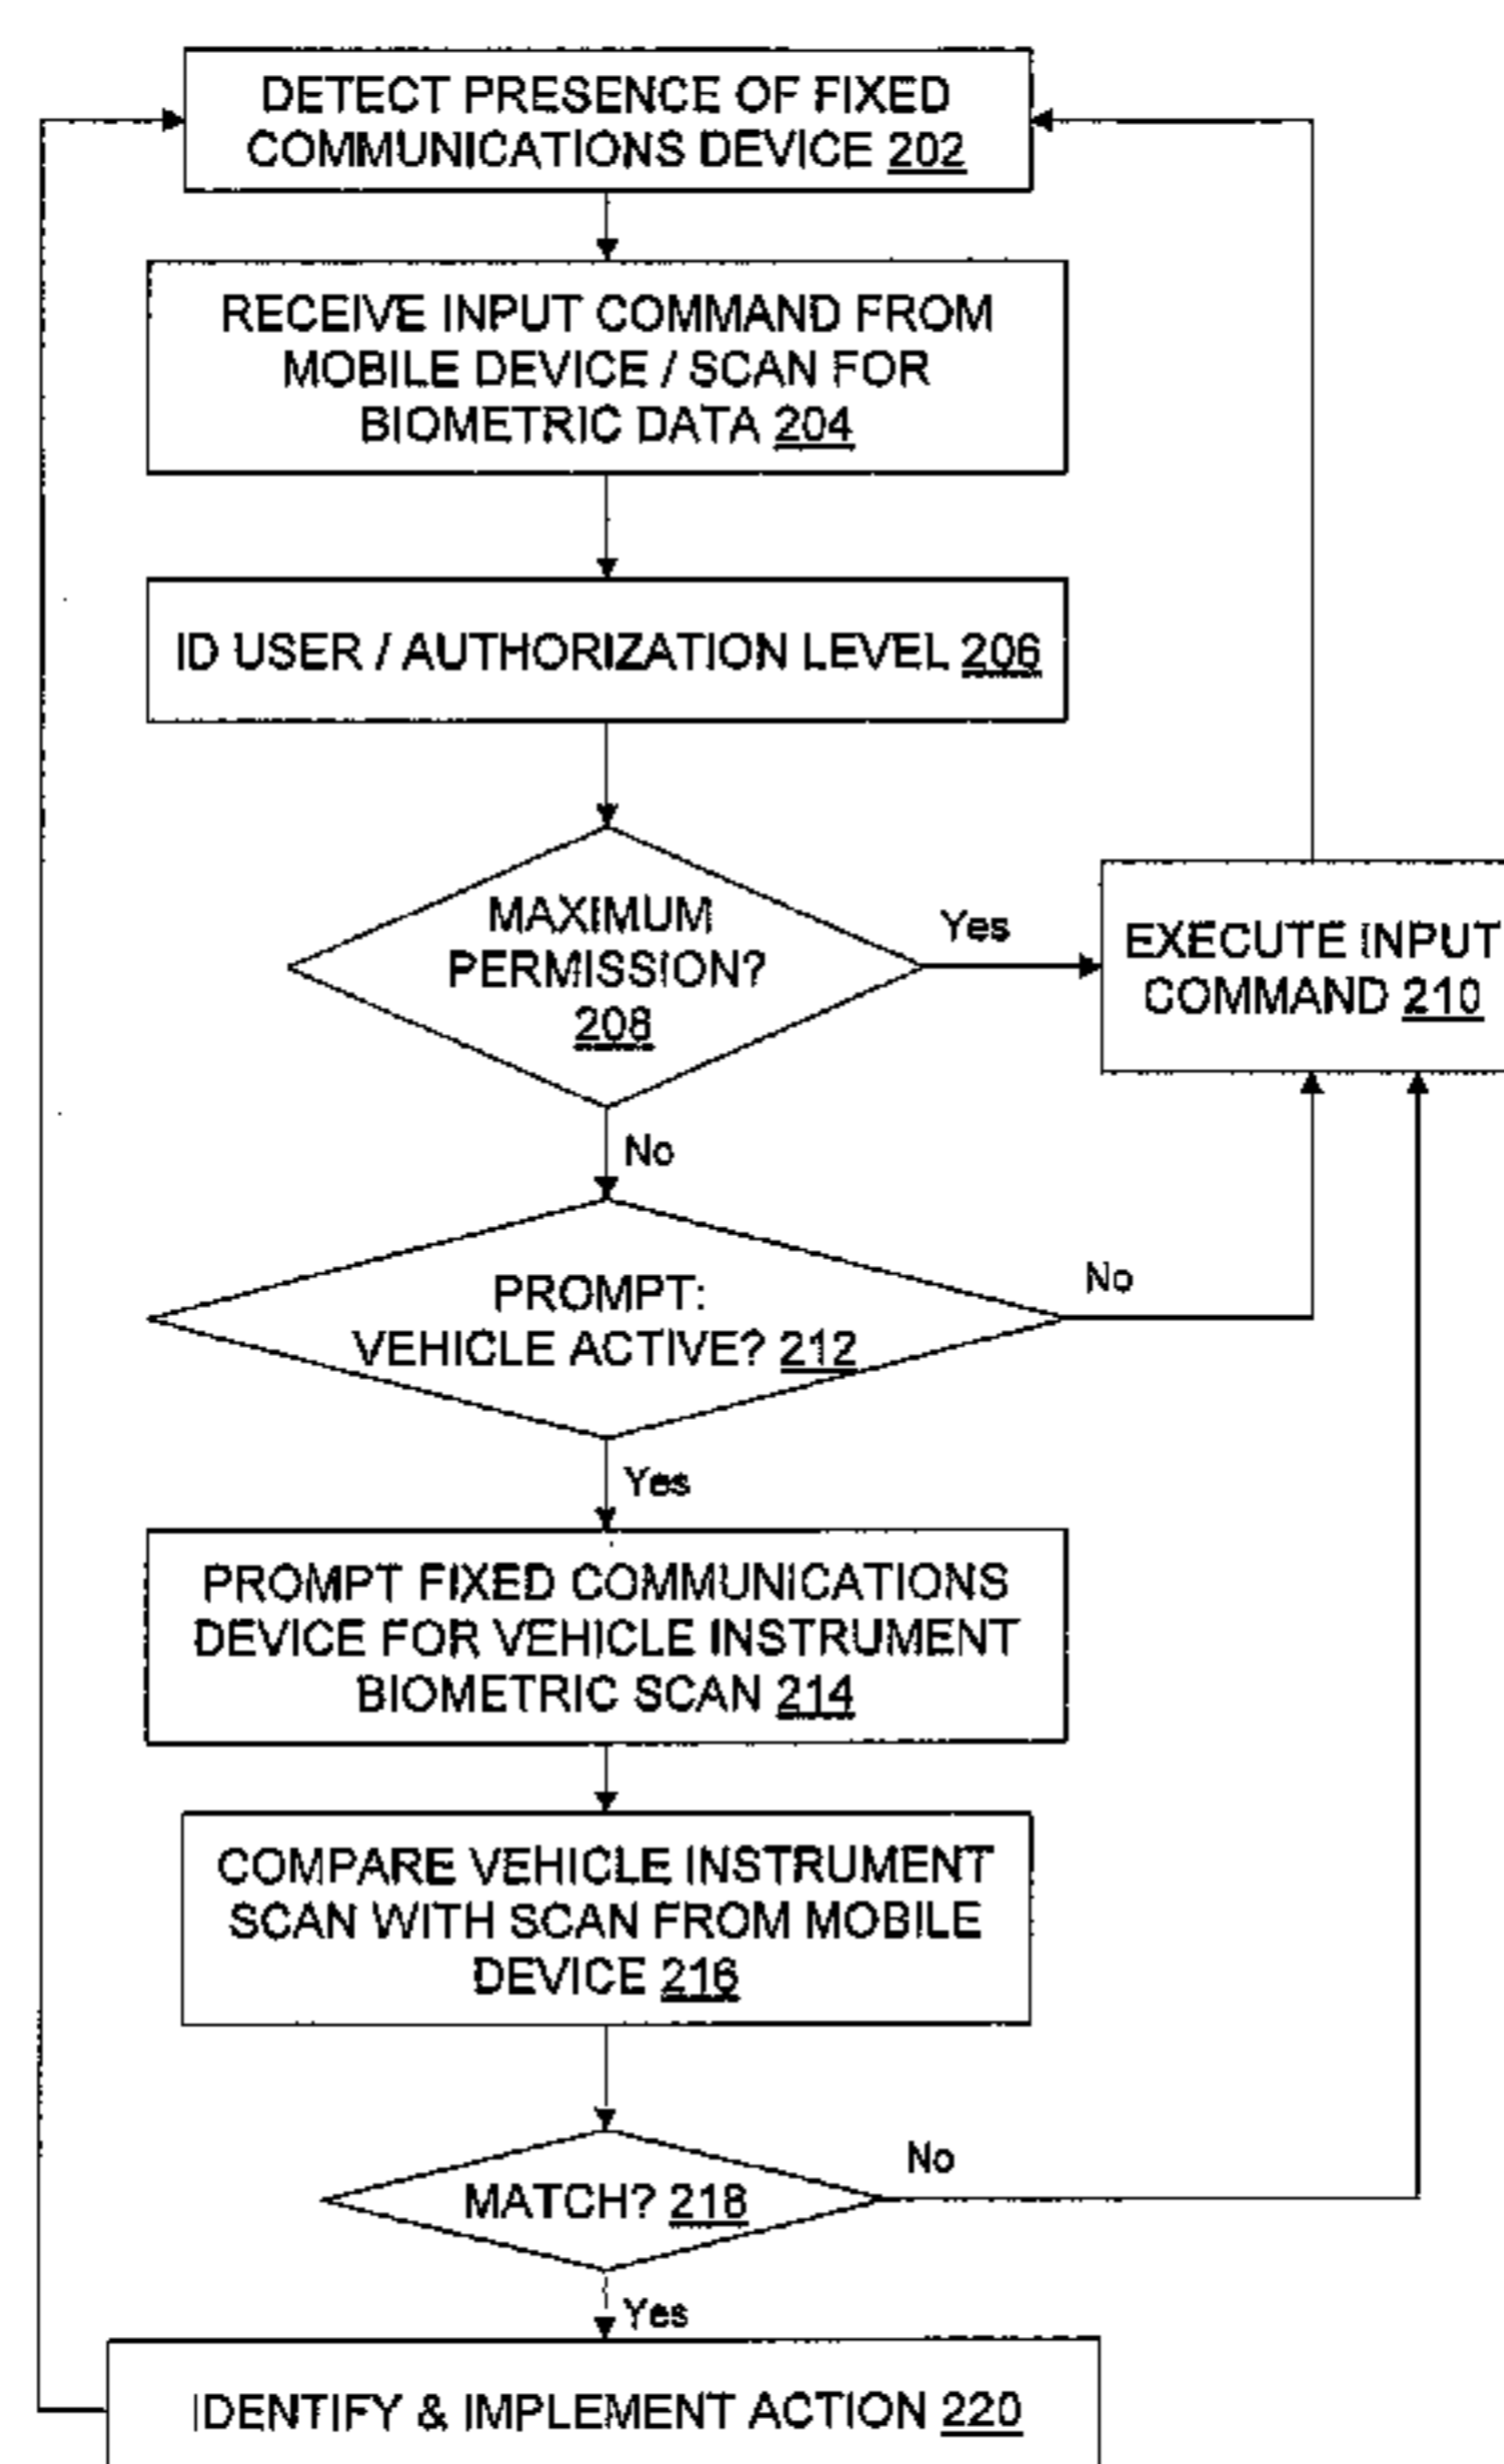 DETECT PRESENCE OF FIXED
COMMUNICATIONS DEVICE 202
RECEIVE INPUT COMMAND FROM
MOBILE DEVICE / SCAN FOR
BIOMETRIC DATA 204
ID USER / AUTHORIZATION LEVEL 206
MAXIMUM
PERMISSION?
208
Yes
EXECUTE INPUT
COMMAND 210
No
PROMPT:
VEHICLE ACTIVE? 212
No
Yes
PROMPT FIXED COMMUNICATIONS
DEVICE FOR VEHICLE INSTRUMENT
BIOMETRIC SCAN 214
COMPARE VEHICLE INSTRUMENT
SCAN WITH SCAN FROM MOBILE
DEVICE 216
MATCH? 218
No
Yes
IDENTIFY & IMPLEMENT ACTION 220